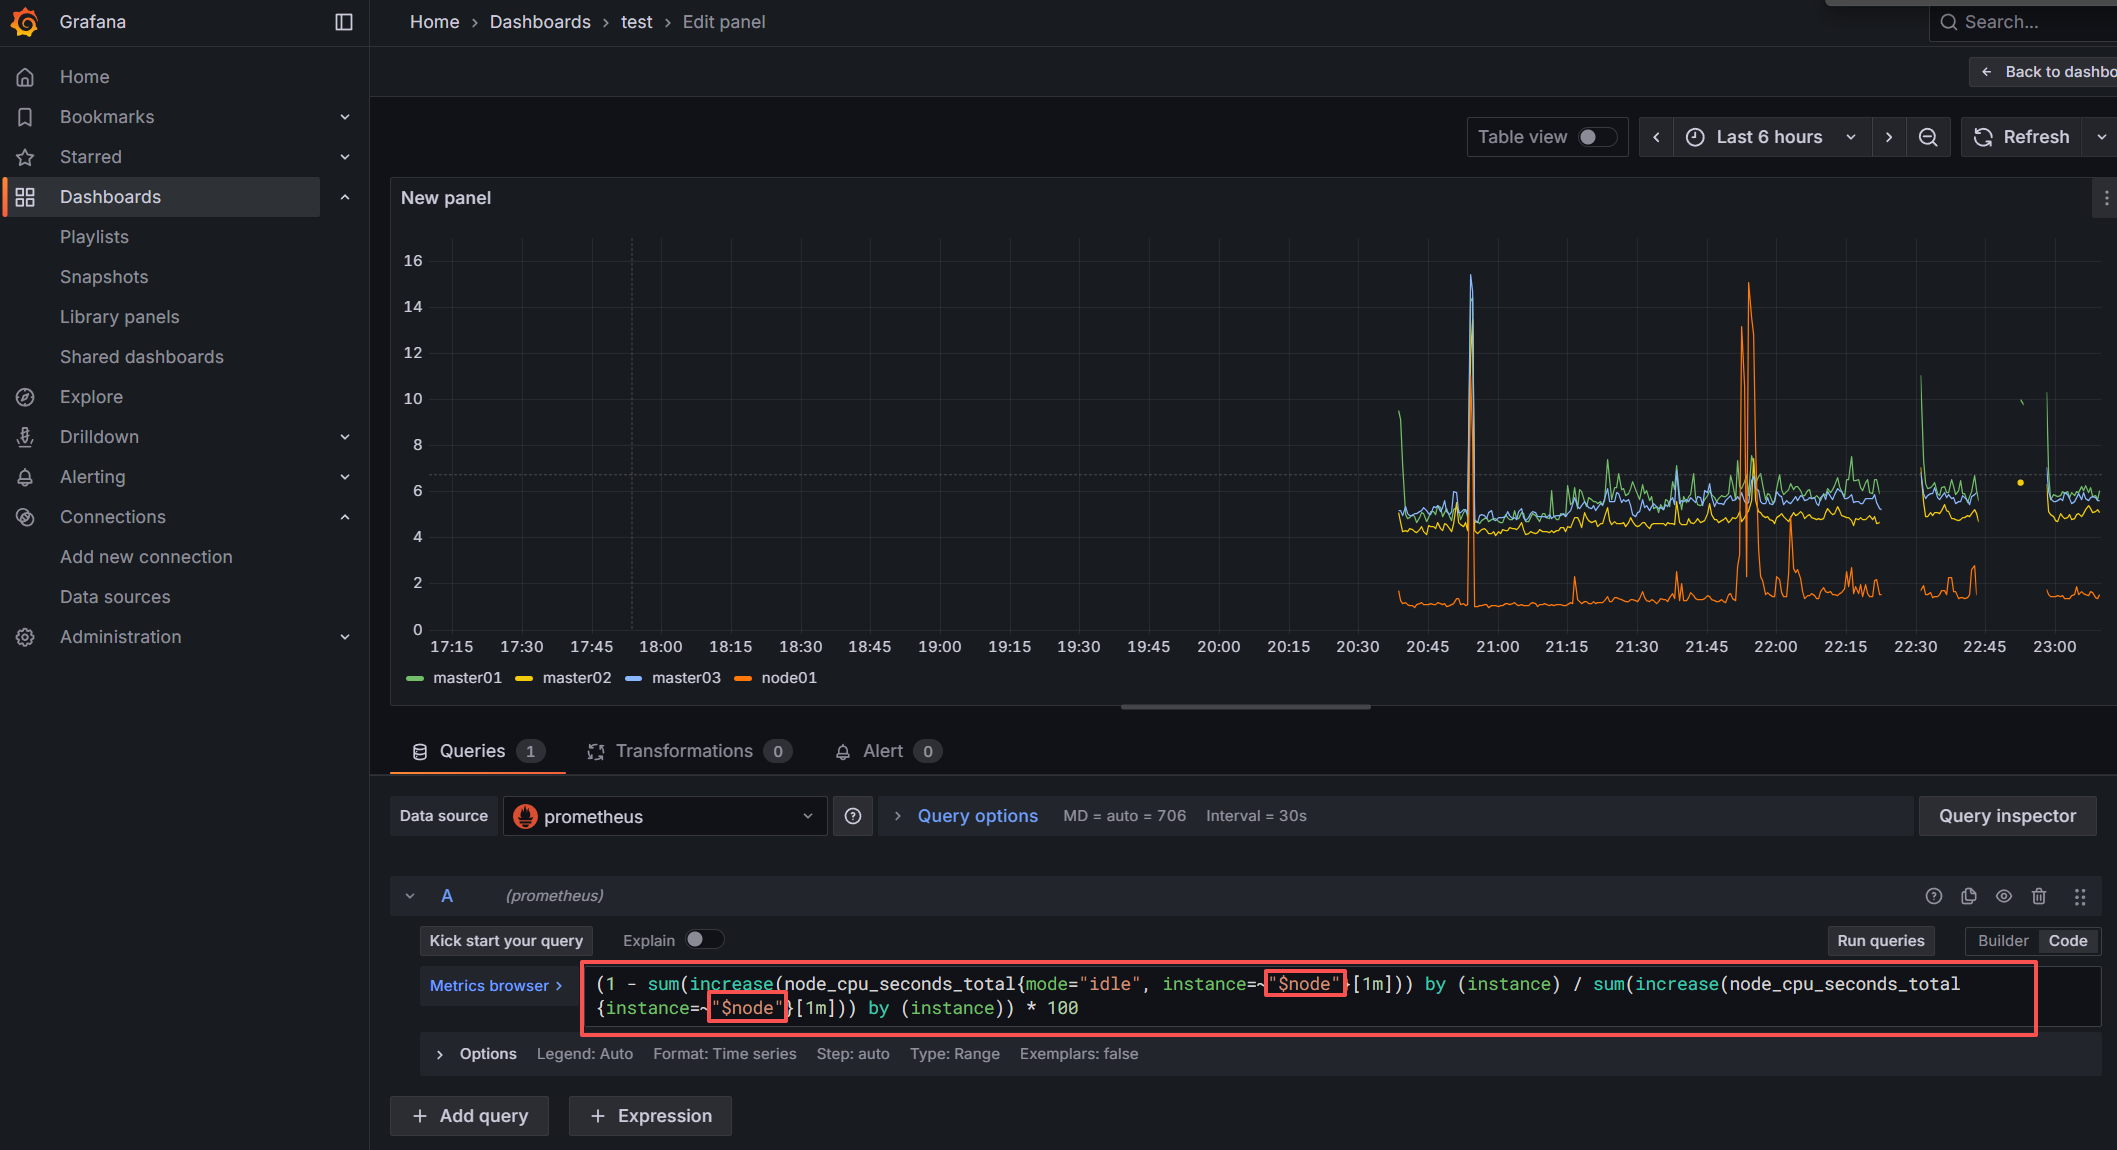 Grafana
Home › Dashboards › test › Edit panel
Search...
Back to dashbo
Home
Bookmarks
Starred
Dashboards
Playlists
Snapshots
Library panels
Shared dashboards
Explore
Drilldown
Alerting
Connections
Add new connection
Data sources
Administration
Table view
Last 6 hours
Refresh
New panel
16
14
12
10
8
6
4
2
0
17:15 17:30 17:45 18:00 18:15 18:30 18:45 19:00 19:15 19:30 19:45 20:00 20:15 20:30 20:45 21:00 21:15 21:30 21:45 22:00 22:15 22:30 22:45 23:00
master01 master02 master03 node01
Queries 1 Transformations 0 Alert 0
Data source prometheus Query options MD = auto = 706 Interval = 30s Query inspector
A (prometheus)
Kick start your query Explain Run queries Builder Code
Metrics browser ›
(1 - sum(increase(node_cpu_seconds_total{mode="idle", instance=~"$node"}[1m])) by (instance) / sum(increase(node_cpu_seconds_total
{instance=~"$node"}[1m])) by (instance)) * 100
Options Legend: Auto Format: Time series Step: auto Type: Range Exemplars: false
+ Add query + Expression